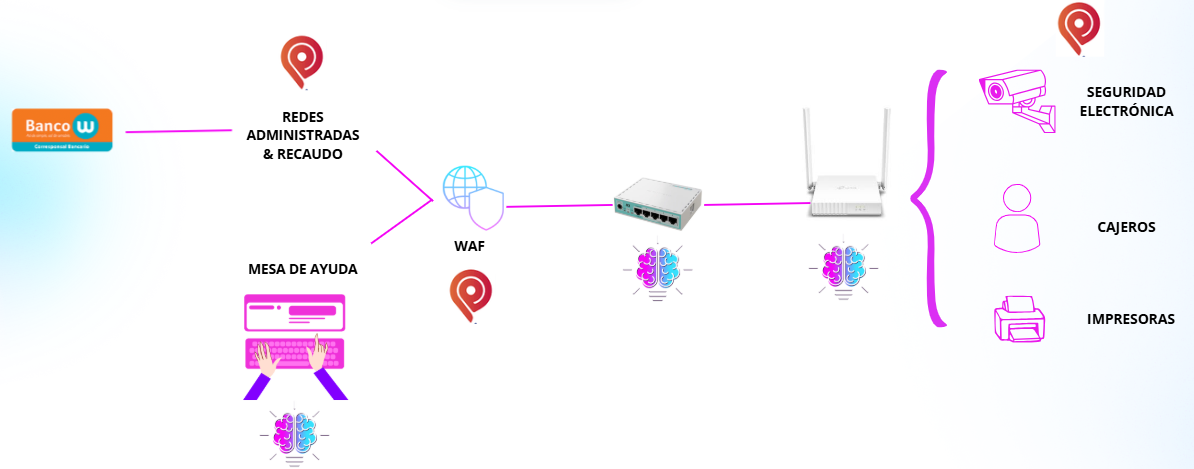 Banco W
Corresponsal Bancario
REDES
ADMINISTRADAS
& RECAUDO
WAF
MESA DE AYUDA
SEGURIDAD
ELECTRÓNICA
CAJEROS
IMPRESORAS